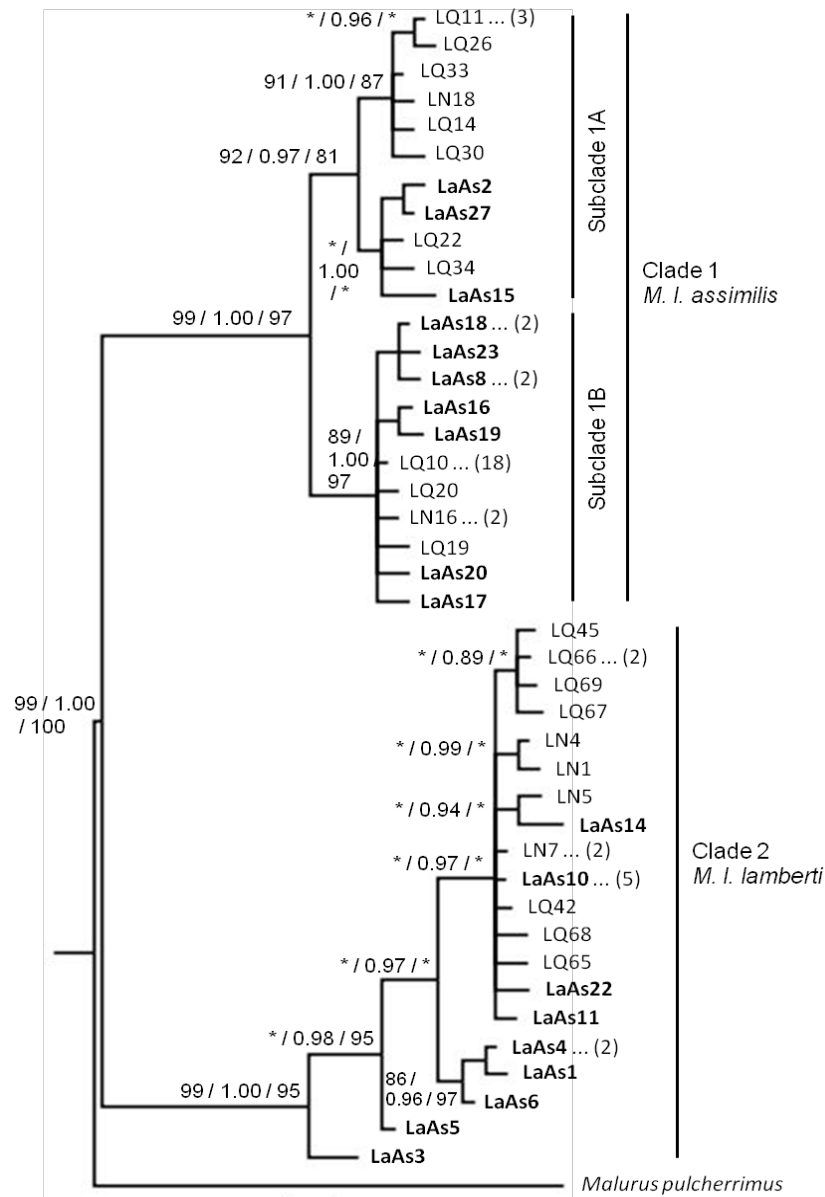 * / 0.96 / *
LQ11 ... (3)
LQ26
91 / 1.00 / 87
LQ33
LN18
LQ14
LQ30
92 / 0.97 / 81
LaAs2
LaAs27
LQ22
* /
1.00
/ *
LQ34
LaAs15
Subclade 1A
Clade 1
M. l. assimilis
99 / 1.00 / 97
LaAs18 ... (2)
LaAs23
LaAs8 ... (2)
LaAs16
LaAs19
89 /
1.00 /
97
LQ10 ... (18)
LQ20
LN16 ... (2)
LQ19
LaAs20
LaAs17
Subclade 1B
99 / 1.00
/ 100
LQ45
* / 0.89 / *
LQ66 ... (2)
LQ69
LQ67
* / 0.99 / *
LN4
LN1
* / 0.94 / *
LN5
LaAs14
LN7 ... (2)
* / 0.97 / *
LaAs10 ... (5)
LQ42
LQ68
LQ65
LaAs22
LaAs11
Clade 2
M. l. lamberti
* / 0.97 / *
* / 0.98 / 95
LaAs4 ... (2)
LaAs1
LaAs6
86 /
0.96 / 97
99 / 1.00 / 95
LaAs5
LaAs3
Malurus pulcherrimus